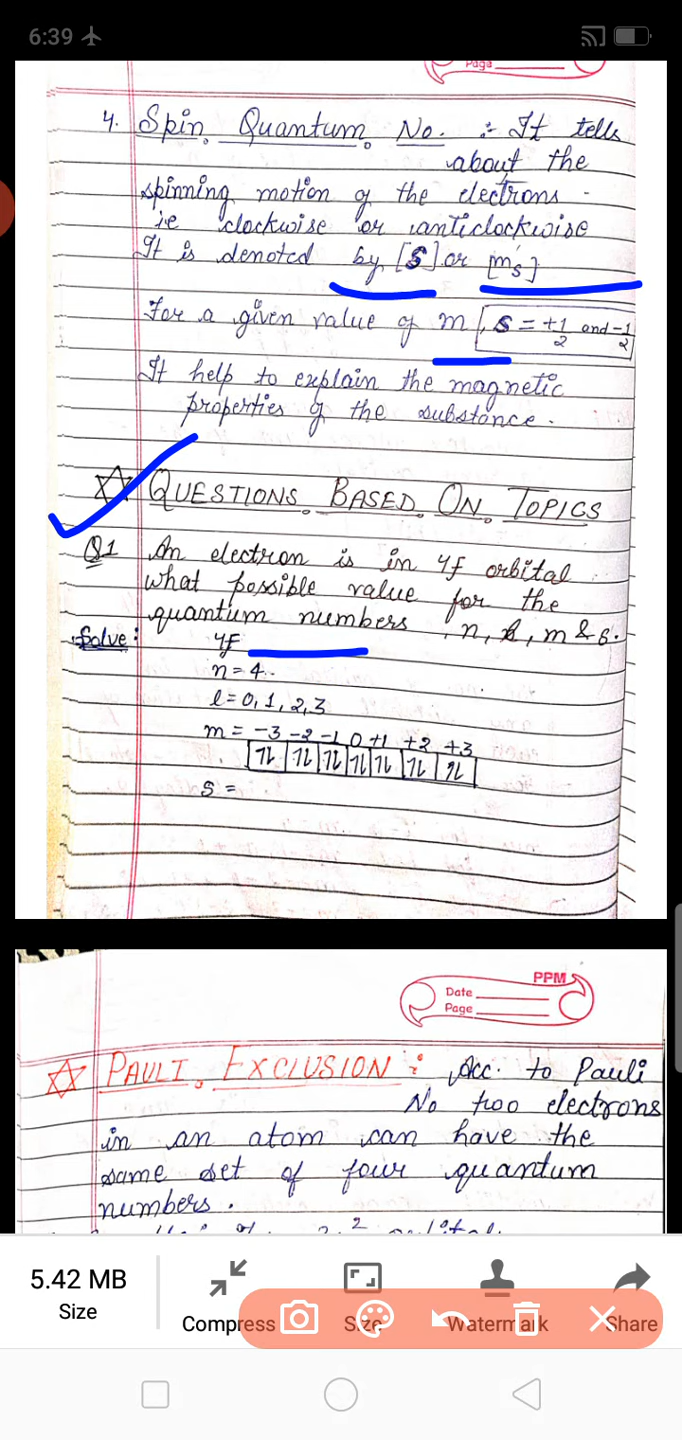 6:39
Page
4. Spin Quantum No. :- It tells
about the
spinning motion of the electrons -
ie clockwise or anticlockwise
It is denoted by [S] or [ms]
For a given value of m, s = +1/2 and -1/2
It help to explain the magnetic
properties of the substance.
QUESTIONS BASED ON TOPICS
Q1 An electron is in 4f orbital
what possible value for the
quantum numbers, n, l, m & s.
Solve: 4f
n = 4
l = 0, 1, 2, 3
m = -3 -2 -1 0 +1 +2 +3
s =
PPM
Date
Page
PAULI EXCLUSION : Acc. to Pauli
No two electrons
in an atom can have the
same set of four quantum
numbers.
5.42 MB
Size
Compress Size Watermark Share